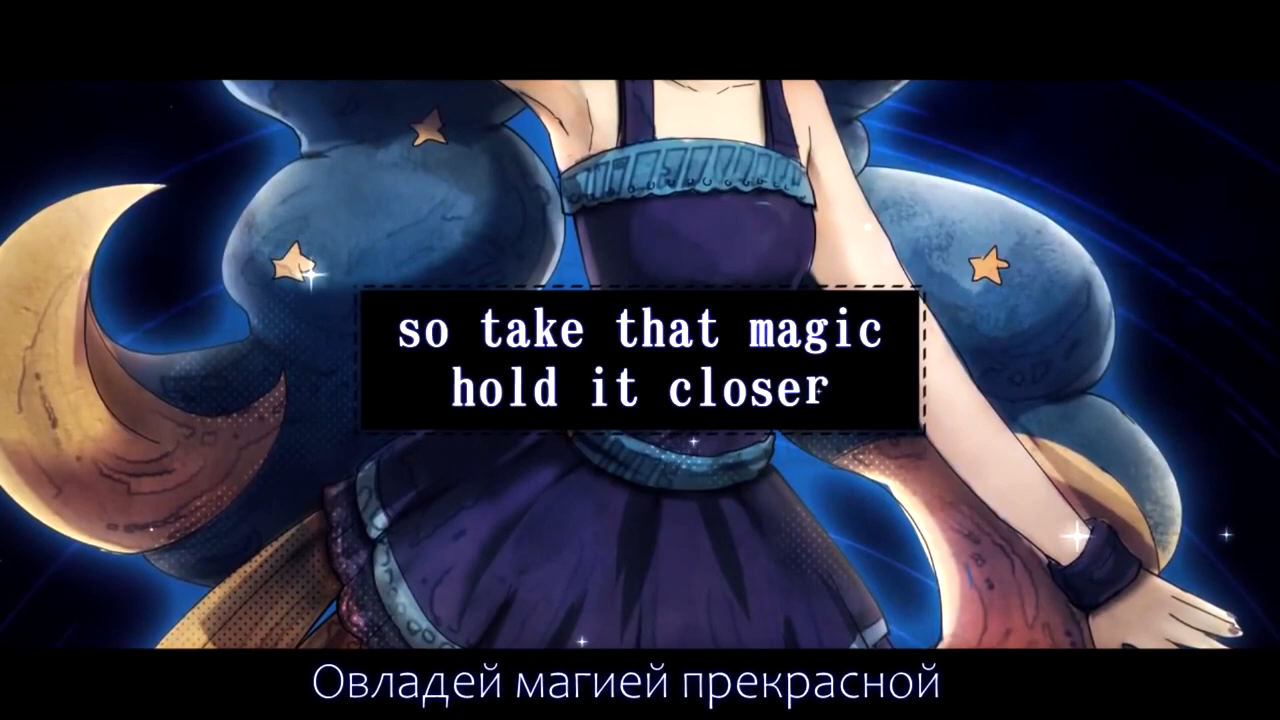 so take that magic
hold it closer
Овладей магией прекрасной